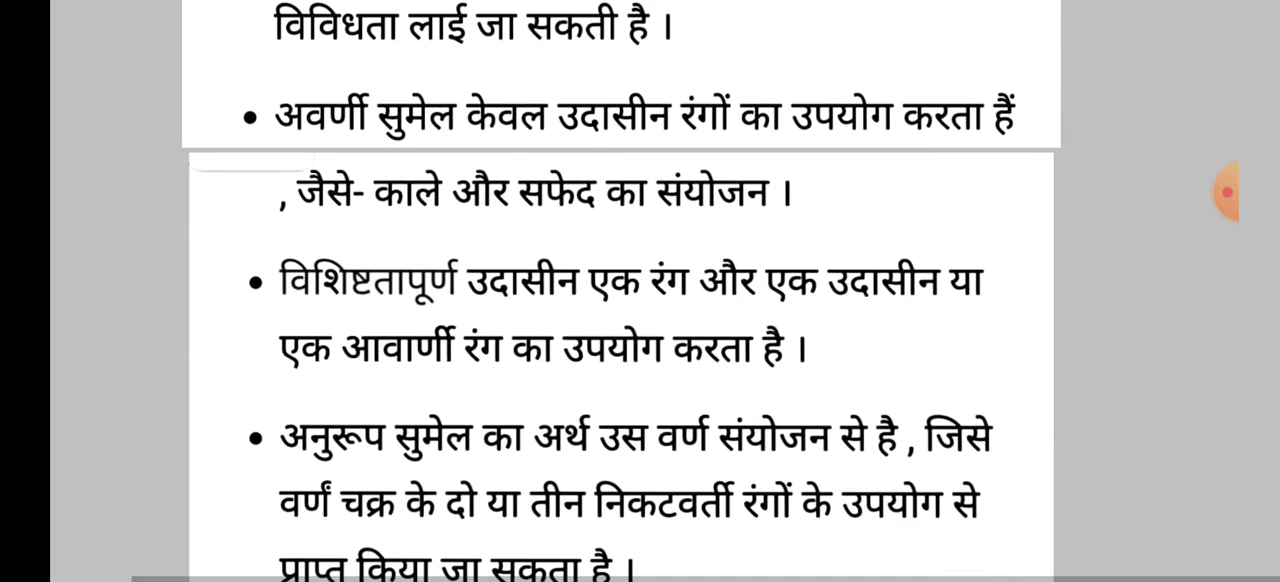 विविधता लाई जा सकती है ।
• अवर्णी सुमेल केवल उदासीन रंगों का उपयोग करता हैं
, जैसे- काले और सफेद का संयोजन ।
• विशिष्टतापूर्ण उदासीन एक रंग और एक उदासीन या
एक आवार्णी रंग का उपयोग करता है ।
• अनुरूप सुमेल का अर्थ उस वर्ण संयोजन से है , जिसे
वर्णं चक्र के दो या तीन निकटवर्ती रंगों के उपयोग से
प्राप्त किया जा सकता है ।